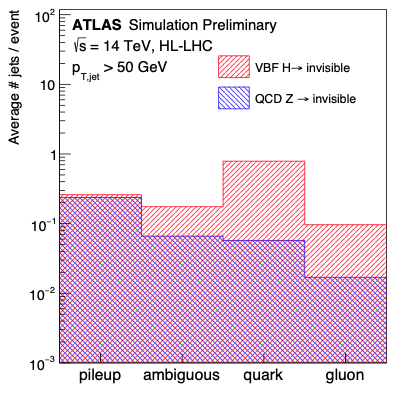 ATLAS Simulation Preliminary
√s = 14 TeV, HL-LHC
p_T,jet > 50 GeV
VBF H→ invisible
QCD Z → invisible
Average # jets / event
10²
10
1
10⁻¹
10⁻²
10⁻³
pileup ambiguous quark gluon